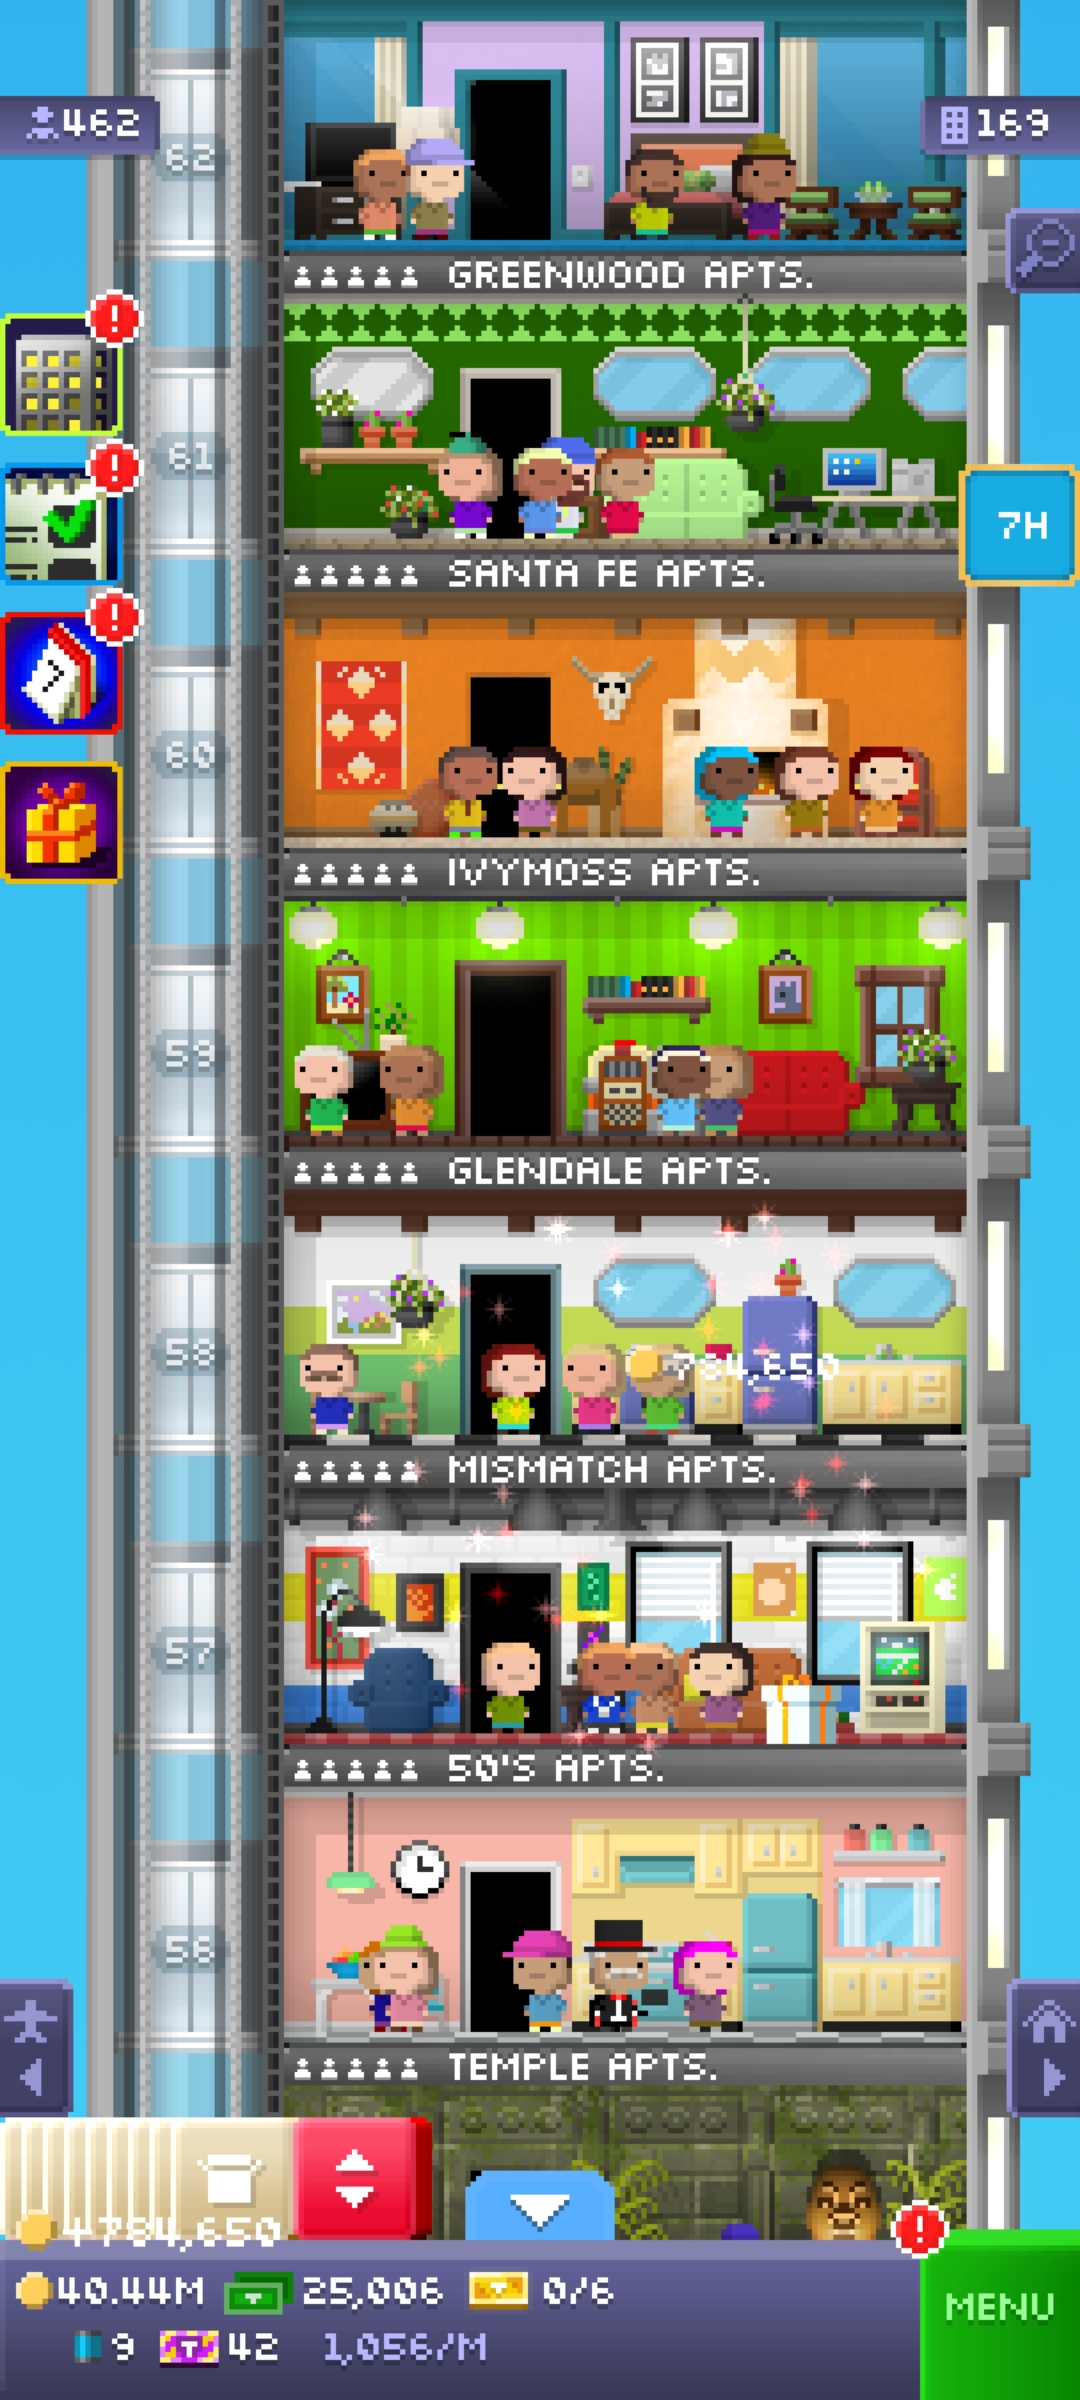 462
169
62
GREENWOOD APTS.
61
7H
SANTA FE APTS.
60
IVYMOSS APTS.
59
GLENDALE APTS.
58
784,650
MISMATCH APTS.
57
50'S APTS.
56
TEMPLE APTS.
+784,650
40.44M 25,006 0/6
MENU
9 42 1,056/M